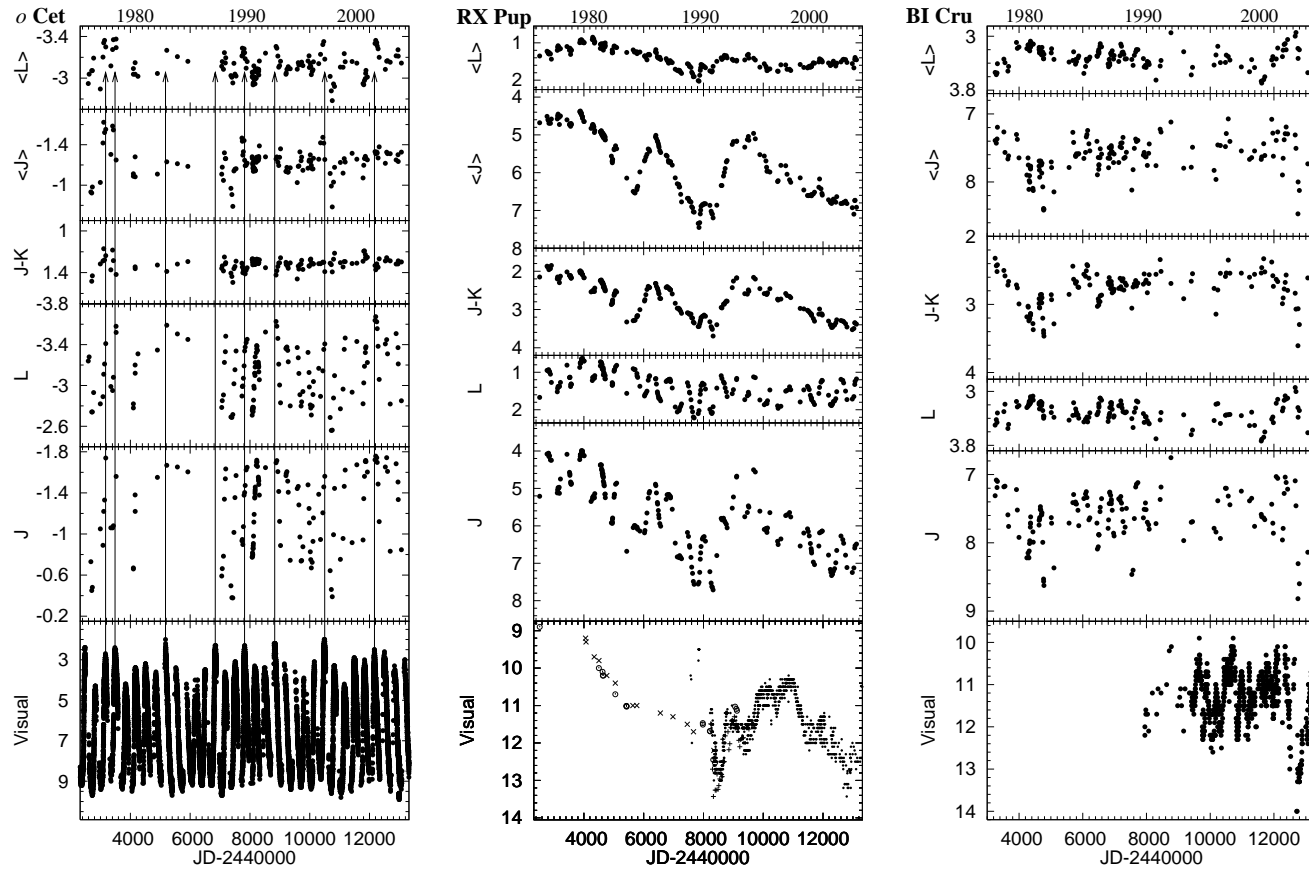 o Cet 1980 1990 2000
-3.4
<L>
-3
-1.4
<J>
-1
1
J-K
1.4
-3.8
-3.4
L
-3
-2.6
-1.8
-1.4
J
-1
-0.6
-0.2
3
5
Visual
7
9
4000 6000 8000 10000 12000
JD-2440000
RX Pup 1980 1990 2000
1
<L>
2
4
5
<J>
6
7
8
2
J-K
3
4
1
L
2
4
5
J
6
7
8
9
10
11
Visual
12
13
14
4000 6000 8000 10000 12000
JD-2440000
BI Cru 1980 1990 2000
3
<L>
3.8
7
<J>
8
2
J-K
3
4
3
L
3.8
7
J
8
9
10
11
Visual
12
13
14
4000 6000 8000 10000 12000
JD-2440000